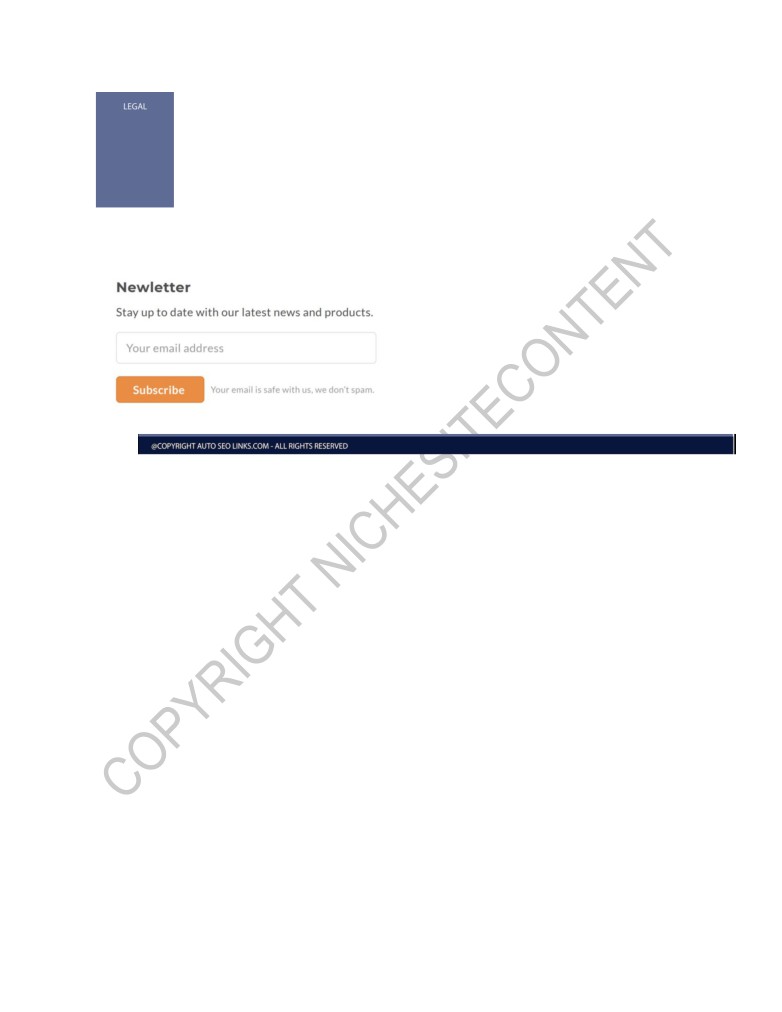 LEGAL
Newletter
Stay up to date with our latest news and products.
Your email address
Subscribe
Your email is safe with us, we don't spam.
@COPYRIGHT AUTO SEO LINKS.COM – ALL RIGHTS RESERVED
COPYRIGHT NICHESITECONTENT